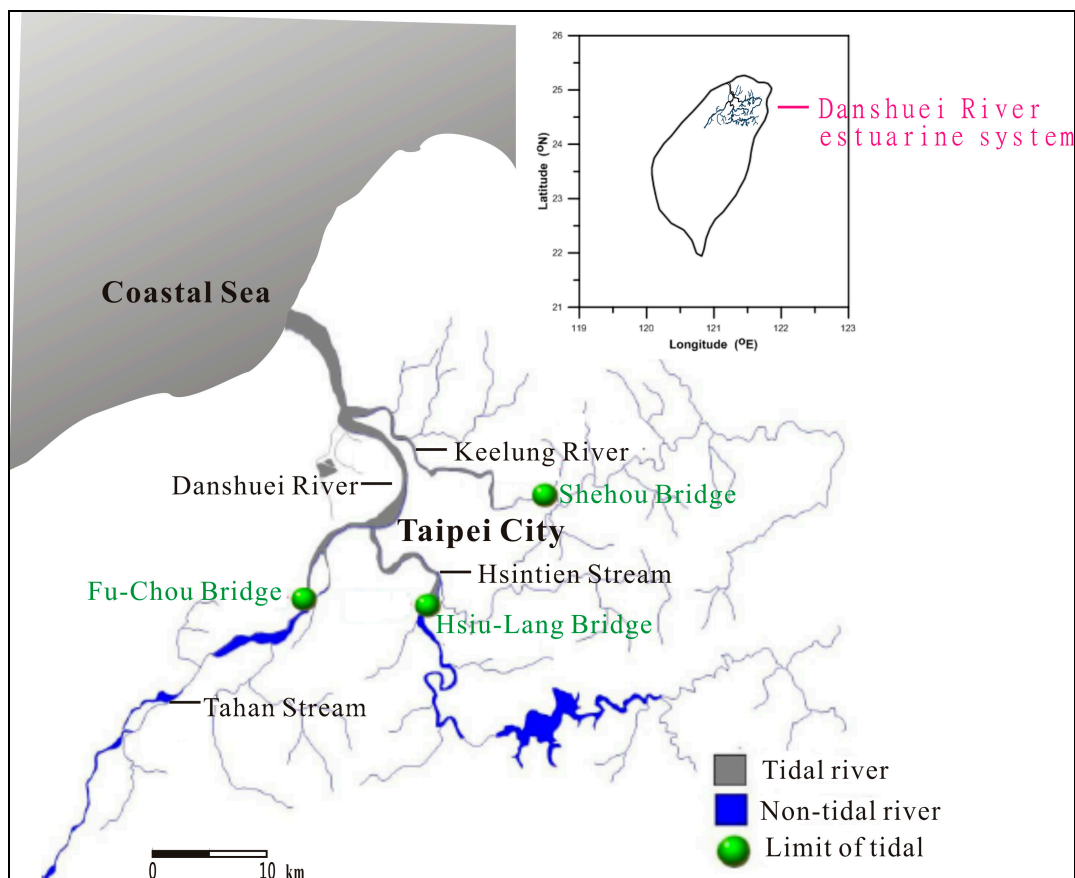 26
25
24
23
22
21
Latitude (ºN)
119
120
121
122
123
Longitude (ºE)
Danshuei River
estuarine system
Coastal Sea
Keelung River
Danshuei River
Shehou Bridge
Taipei City
Hsintien Stream
Fu-Chou Bridge
Hsiu-Lang Bridge
Tahan Stream
Tidal river
Non-tidal river
Limit of tidal
0 10 km